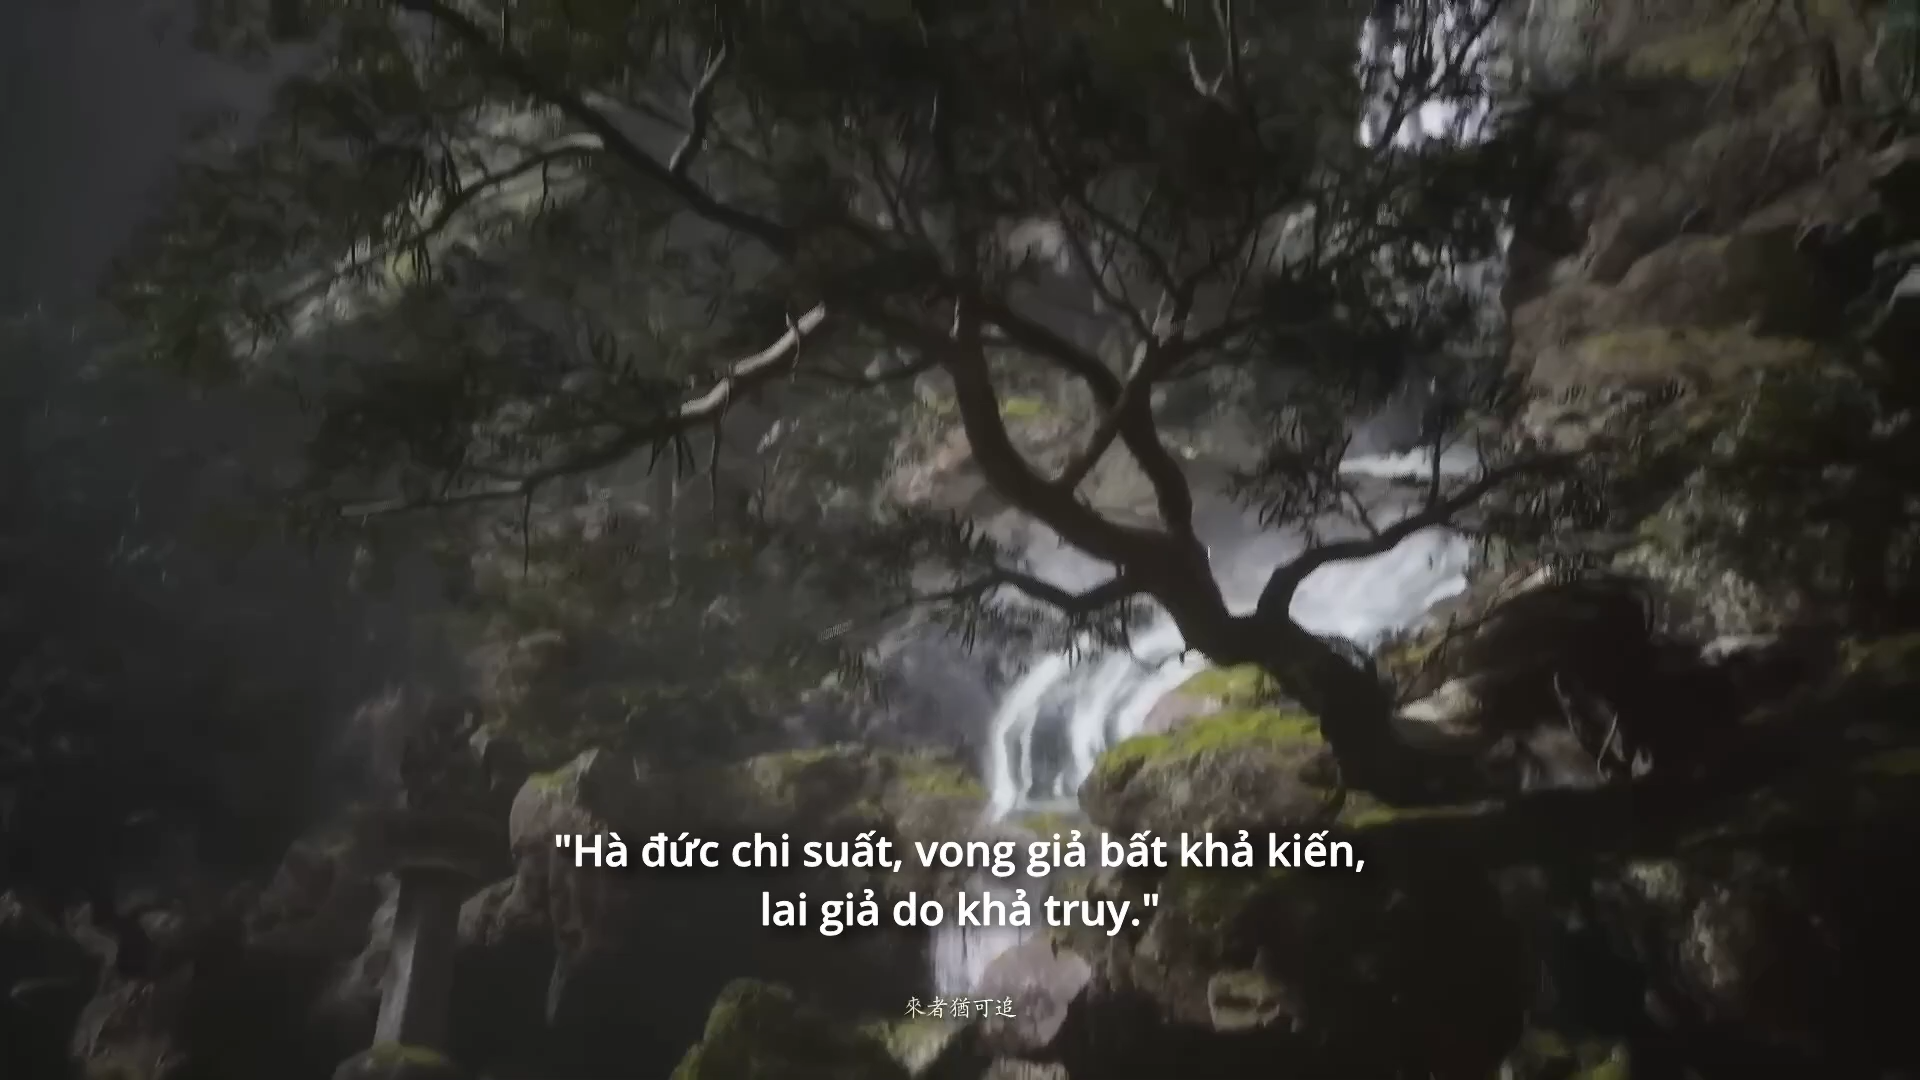 "Hà đức chi suất, vong giả bất khả kiến,
lai giả do khả truy."
來者猶可追